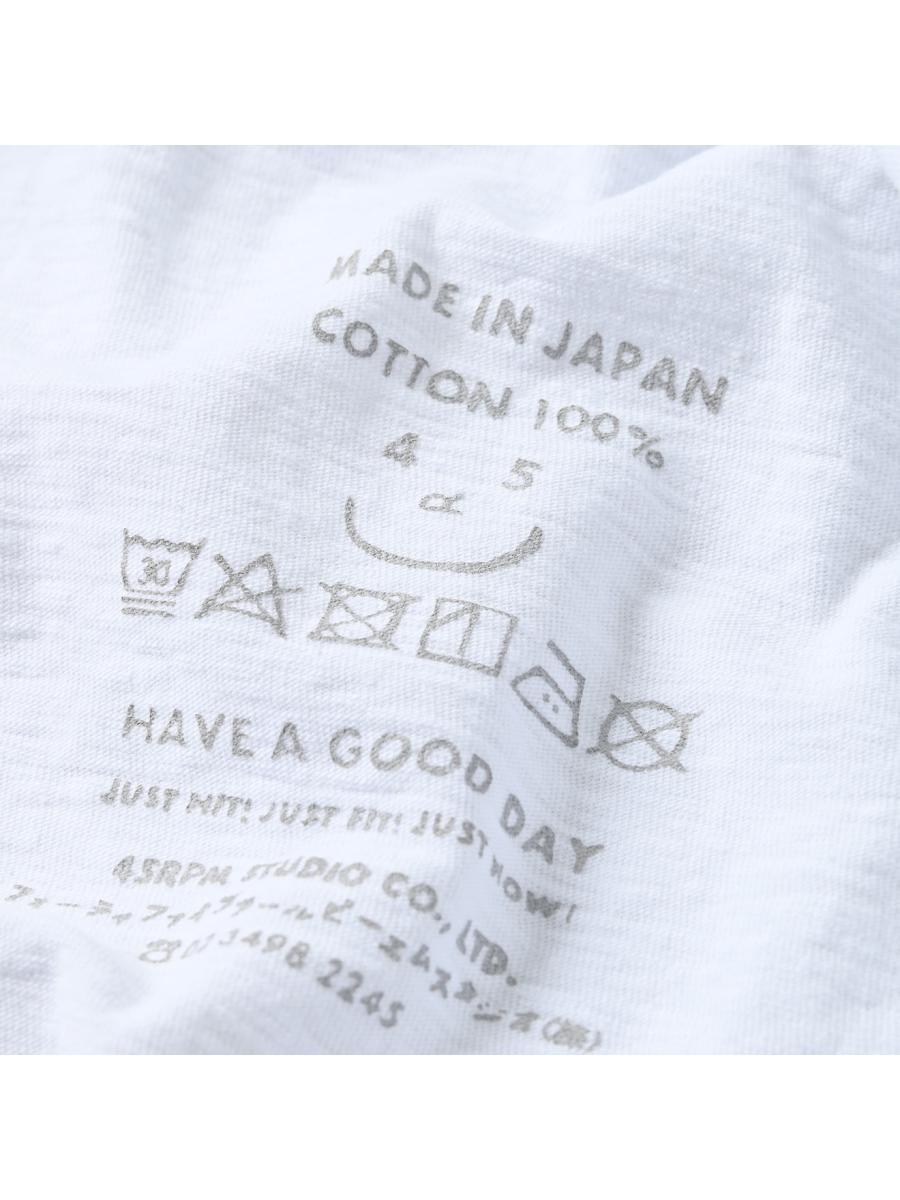 MADE IN JAPAN
COTTON 100%
4 5
α
30
HAVE A GOOD DAY
JUST HIT! JUST FIT! JUST NOW!
45RPM STUDIO CO., LTD.
フォーティファイブアールピーエムスタジオ(株)
5498 2245